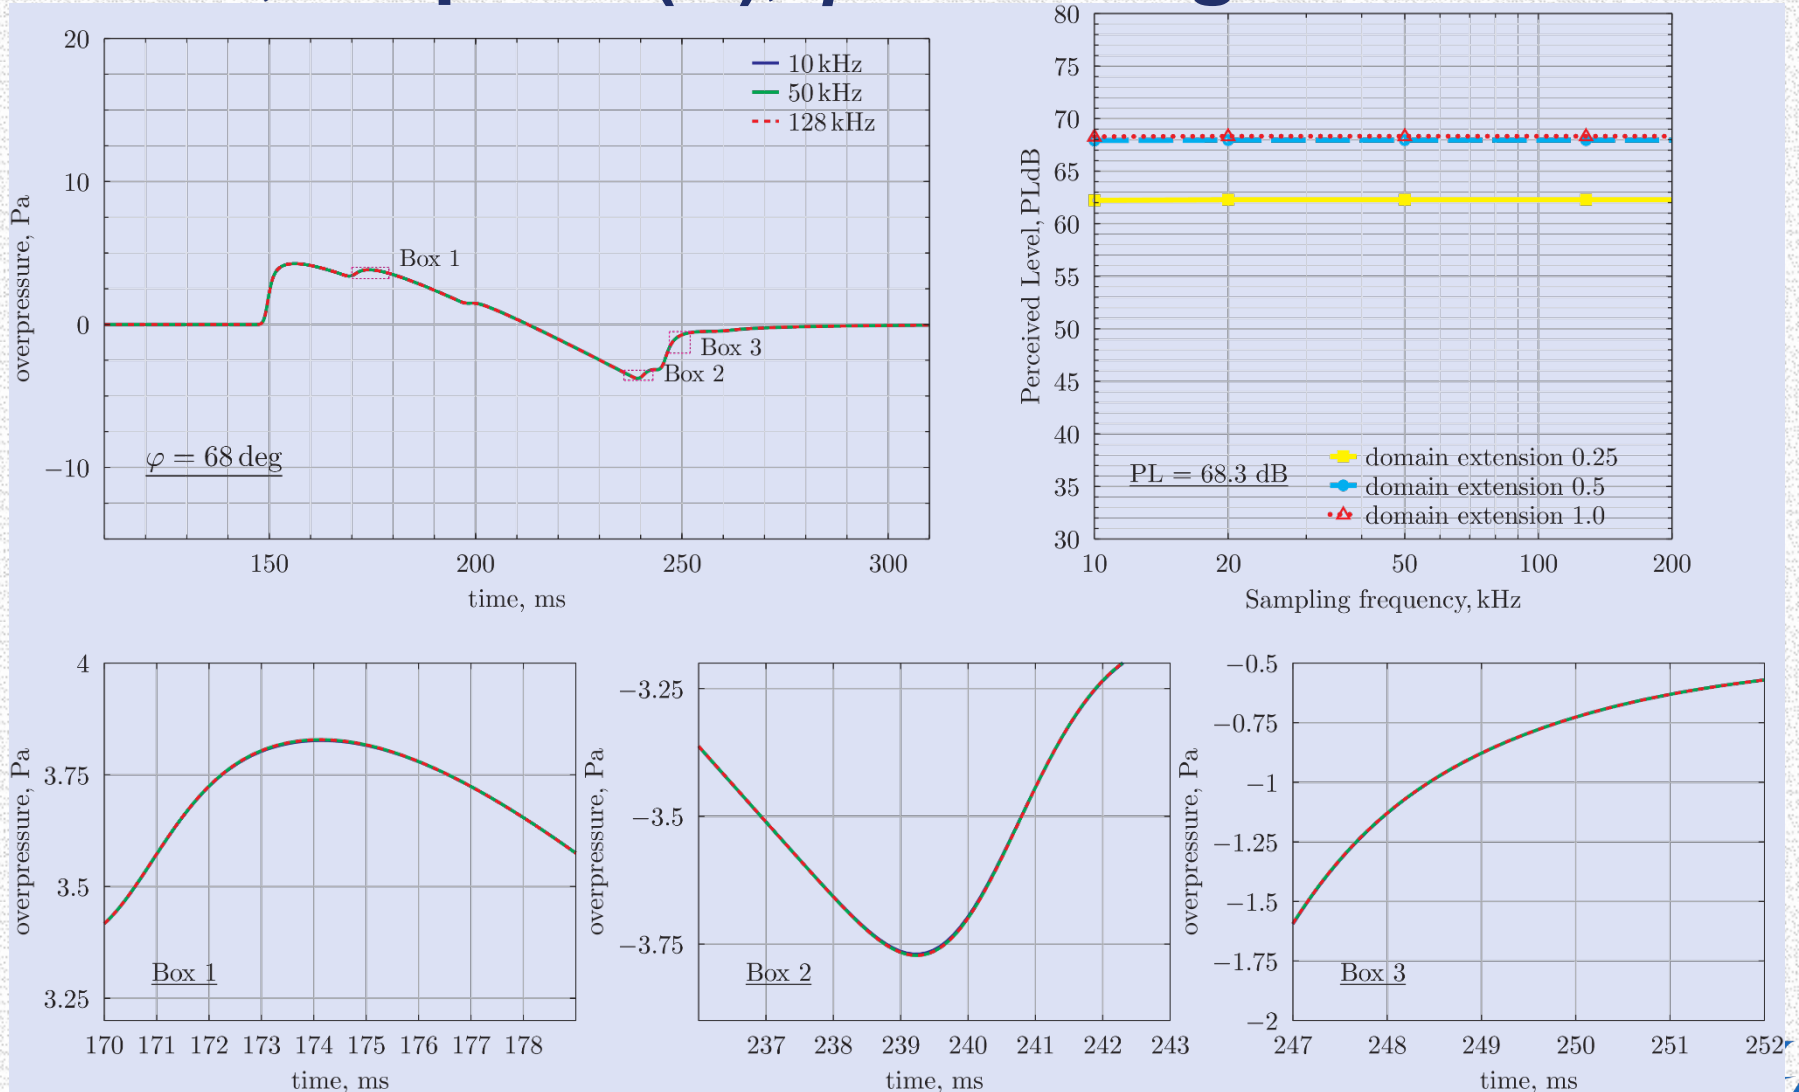 20
10
0
−10
overpressure, Pa
10 kHz
50 kHz
128 kHz
Box 1
Box 3
Box 2
φ = 68 deg
150 200 250 300
time, ms
80
75
70
65
60
55
50
45
40
35
30
Perceived Level, PLdB
PL = 68.3 dB
domain extension 0.25
domain extension 0.5
domain extension 1.0
10 20 50 100 200
Sampling frequency, kHz
4
3.75
3.5
3.25
overpressure, Pa
Box 1
170 171 172 173 174 175 176 177 178
time, ms
−3.25
−3.5
−3.75
overpressure, Pa
Box 2
237 238 239 240 241 242 243
time, ms
−0.5
−0.75
−1
−1.25
−1.5
−1.75
−2
overpressure, Pa
Box 3
247 248 249 250 251 252
time, ms